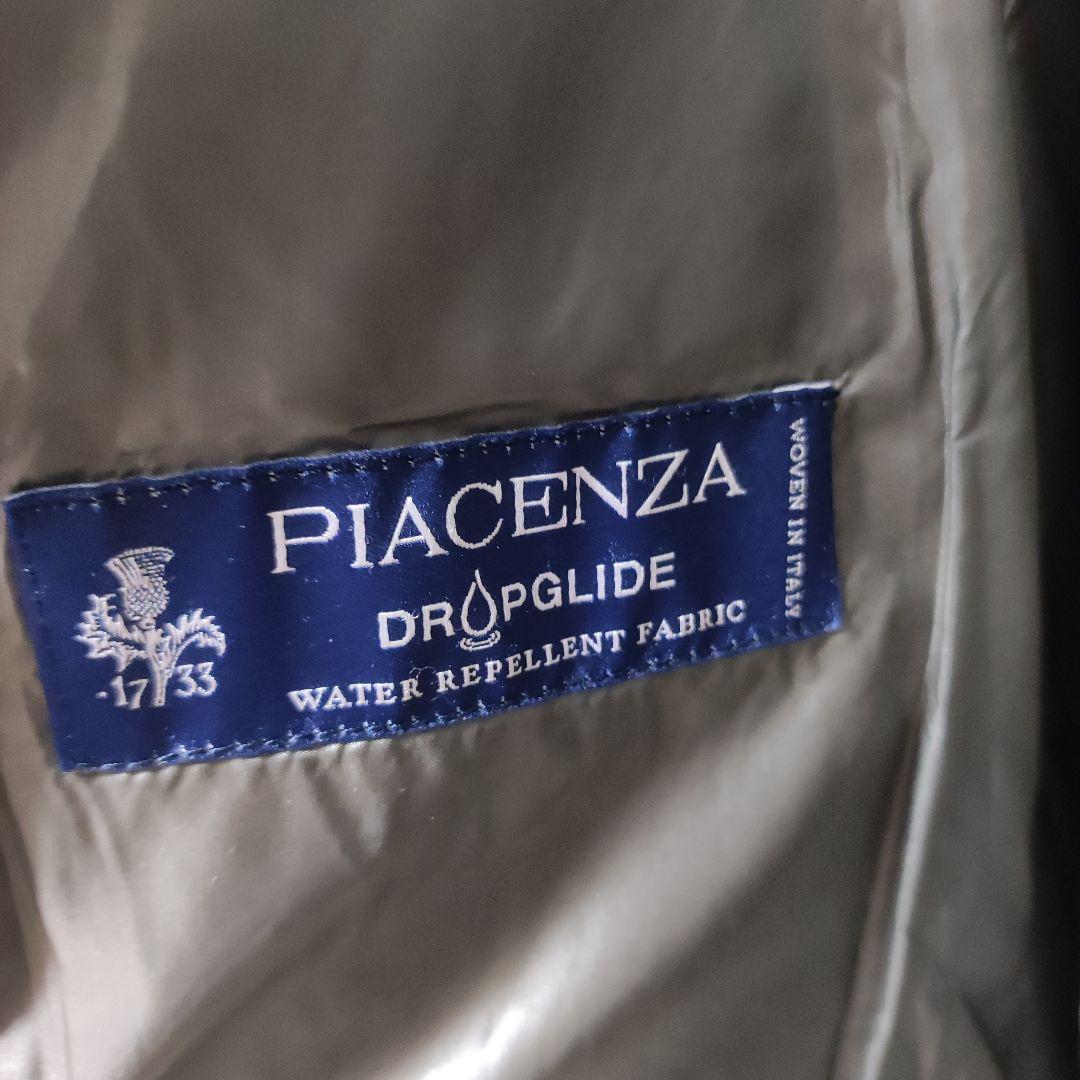 PIACENZA
DROPGLIDE
WATER REPELLENT FABRIC
-1733
WOVEN IN ITALY